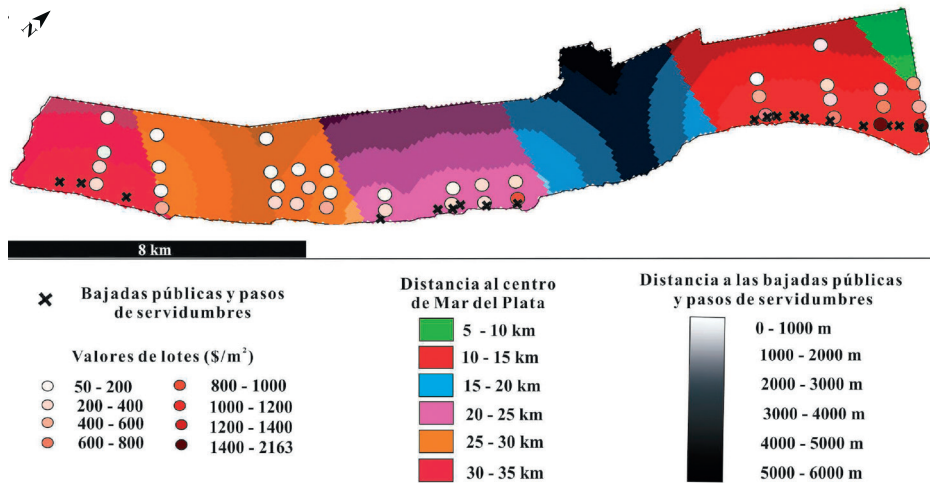 N
8 km
Bajadas públicas y pasos
de servidumbres
Valores de lotes ($/m²)
50 - 200
200 - 400
400 - 600
600 - 800
800 - 1000
1000 - 1200
1200 - 1400
1400 - 2163
Distancia al centro
de Mar del Plata
5 - 10 km
10 - 15 km
15 - 20 km
20 - 25 km
25 - 30 km
30 - 35 km
Distancia a las bajadas públicas
y pasos de servidumbres
0 - 1000 m
1000 - 2000 m
2000 - 3000 m
3000 - 4000 m
4000 - 5000 m
5000 - 6000 m